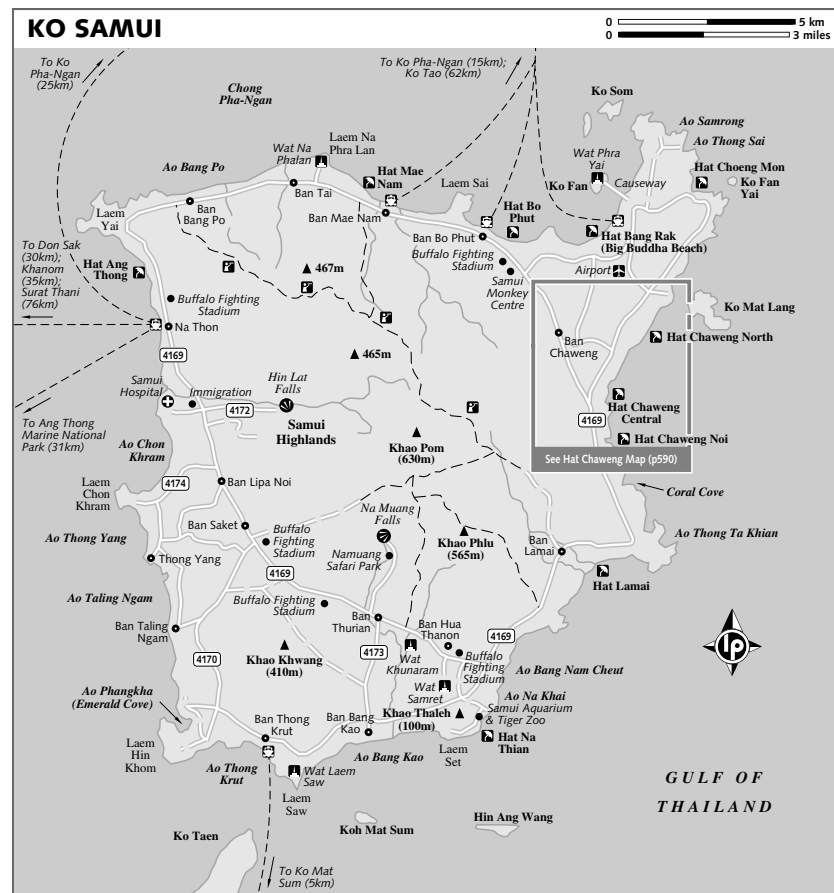 KO SAMUI
0 5 km
0 3 miles
To Ko
Pha-Ngan
(25km)
Chong
Pha-Ngan
To Ko Pha-Ngan (15km);
Ko Tao (62km)
Ko Som
Ao Samrong
Ao Thong Sai
Wat Phra
Yai
Hat Choeng Mon
Ko Fan
Causeway
Ko Fan
Yai
Wat Na
Phalan
Laem Na
Phra Lan
Ao Bang Po
Hat Mae
Nam
Laem Sai
Hat Bo
Phut
Ban Tai
Ban
Bang Po
Ban Mae Nam
Laem
Yai
Ban Bo Phut
Hat Bang Rak
(Big Buddha Beach)
Buffalo Fighting
Stadium
Airport
Samui
Monkey
Centre
To Don Sak
(30km);
Khanom
(35km);
Surat Thani
(76km)
Hat Ang
Thong
467m
Buffalo Fighting
Stadium
Na Thon
Ko Mat Lang
Ban
Chaweng
Hat Chaweng North
4169
465m
Samui
Hospital
Immigration
Hin Lat
Falls
4172
Samui
Highlands
Hat Chaweng
Central
4169
To Ang Thong
Marine National
Park (31km)
Ao Chon
Khram
Khao Pom
(630m)
Hat Chaweng Noi
See Hat Chaweng Map (p590)
Laem
Chon
Khram
4174
Ban Lipa Noi
Coral Cove
Ban Saket
Na Muang
Falls
Buffalo
Fighting
Stadium
Khao Phlu
(565m)
Ao Thong Ta Khian
Ao Thong Yang
Thong Yang
Namuang
Safari Park
Ban
Lamai
4169
Hat Lamai
Ao Taling Ngam
Buffalo Fighting
Stadium
Ban Taling
Ngam
Ban
Thurian
Ban Hua
Thanon
4169
lp
4170
Khao Khwang
(410m)
4173
Wat
Khunaram
Buffalo
Fighting
Stadium
Ao Bang Nam Cheut
Wat
Samret
Ao Na Khai
Ao Phangkha
(Emerald Cove)
Samui Aquarium
& Tiger Zoo
Khao Thaleh
(100m)
Ban Thong
Krut
Ban Bang
Kao
Hat Na
Thian
Laem
Hin
Khom
Laem
Set
Ao Thong
Krut
Wat Laem
Saw
Ao Bang Kao
Laem
Saw
GULF OF
THAILAND
Koh Mat Sum
Hin Ang Wang
Ko Taen
To Ko Mat
Sum (5km)